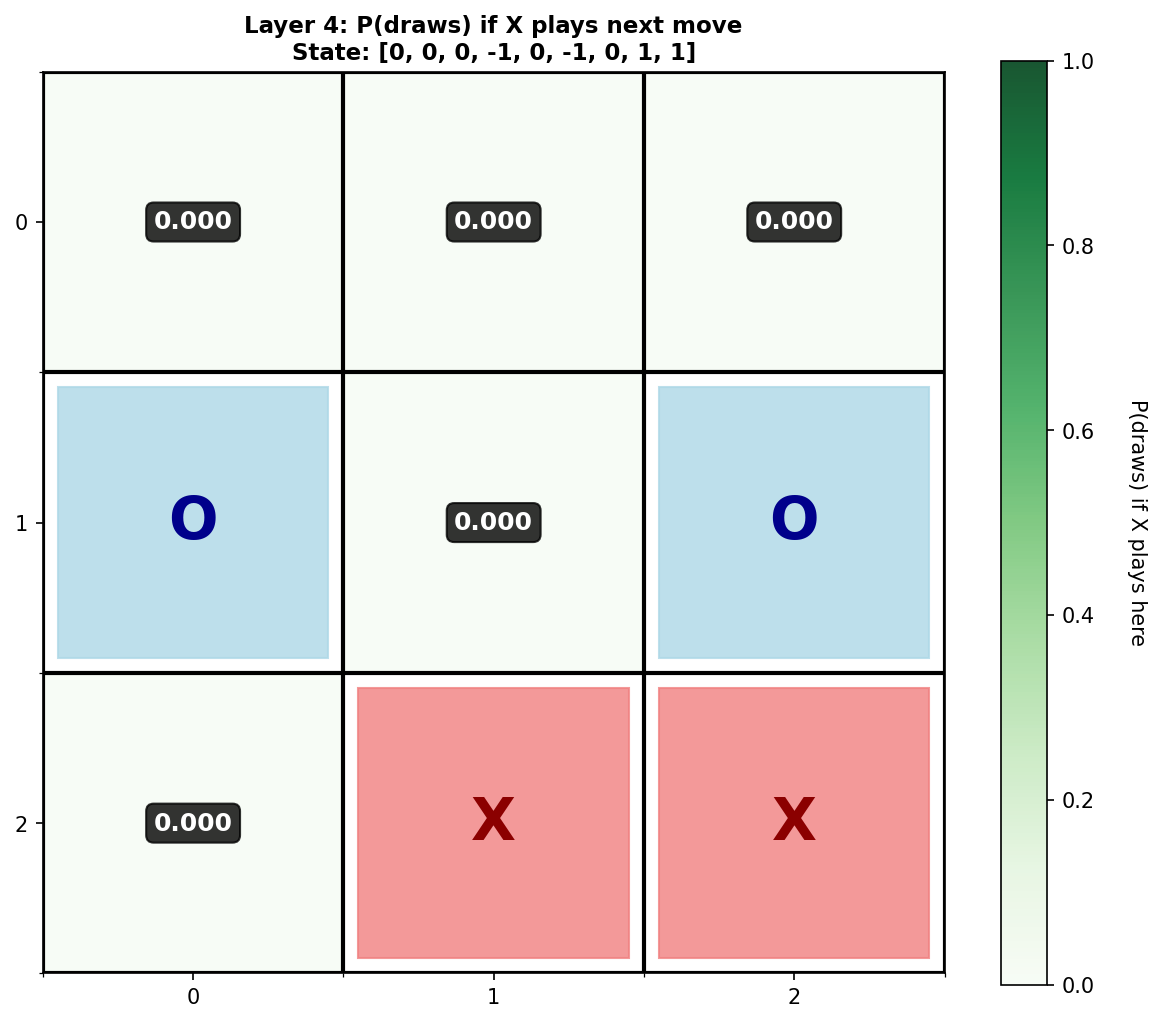 Layer 4: P(draws) if X plays next move
State: [0, 0, 0, -1, 0, -1, 0, 1, 1]
0.000
0.000
0.000
O
0.000
O
0.000
X
X
0
1
2
0
1
2
1.0
0.8
0.6
0.4
0.2
0.0
P(draws) if X plays here